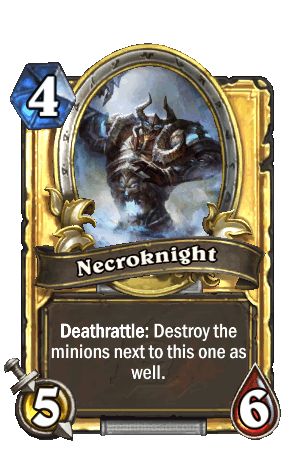 4
Necroknight
Deathrattle: Destroy the
minions next to this one as
well.
5
6